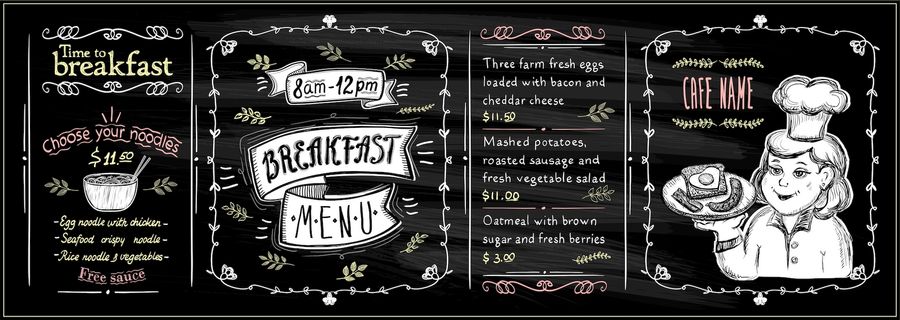 Time to
breakfast
Choose your noodles
$11.50
-Egg noodle with chicken-
-Seafood crispy noodle-
-Rice noodle & vegetables-
Free sauce
8am-12pm
BREAKFAST
·M·E·N·U·
Three farm fresh eggs
loaded with bacon and
cheddar cheese
$11.50
Mashed potatoes,
roasted sausage and
fresh vegetable salad
$11.00
Oatmeal with brown
sugar and fresh berries
$ 3.00
CAFE NAME